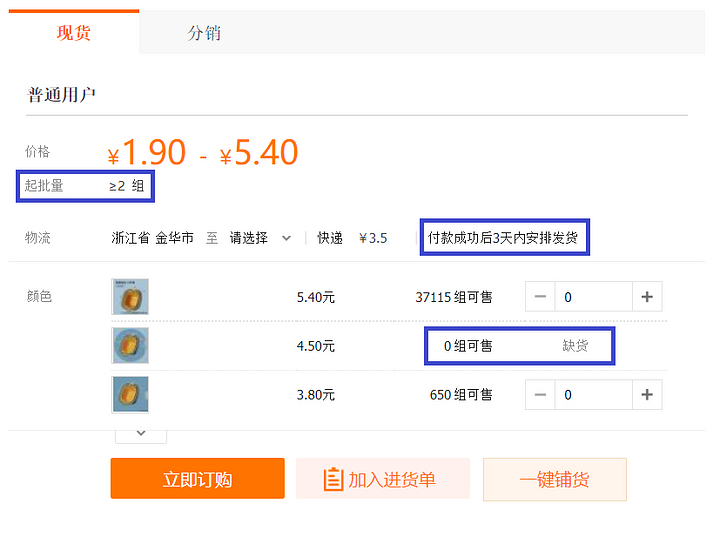 现货 分销
普通用户
价格 ¥1.90 - ¥5.40
起批量 ≥2 组
物流 浙江省 金华市 至 请选择 快递 ¥3.5 付款成功后3天内安排发货
颜色 5.40元 37115 组可售 − 0 +
4.50元 0 组可售 缺货
3.80元 650 组可售 − 0 +
立即订购 加入进货单 一键铺货